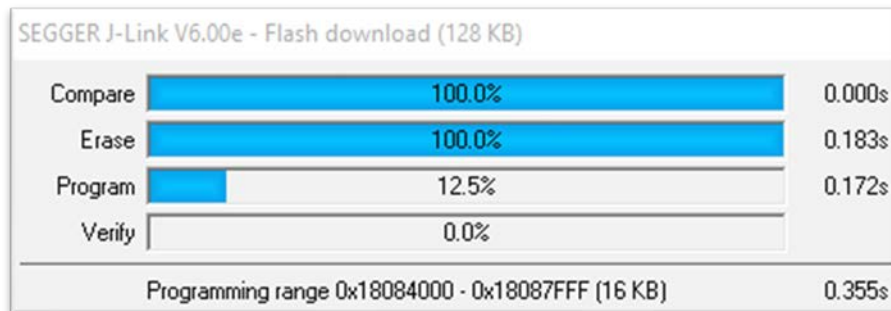 SEGGER J-Link V6.00e - Flash download (128 KB)
Compare 100.0% 0.000s
Erase 100.0% 0.183s
Program 12.5% 0.172s
Verify 0.0%
Programming range 0x18084000 - 0x18087FFF (16 KB) 0.355s